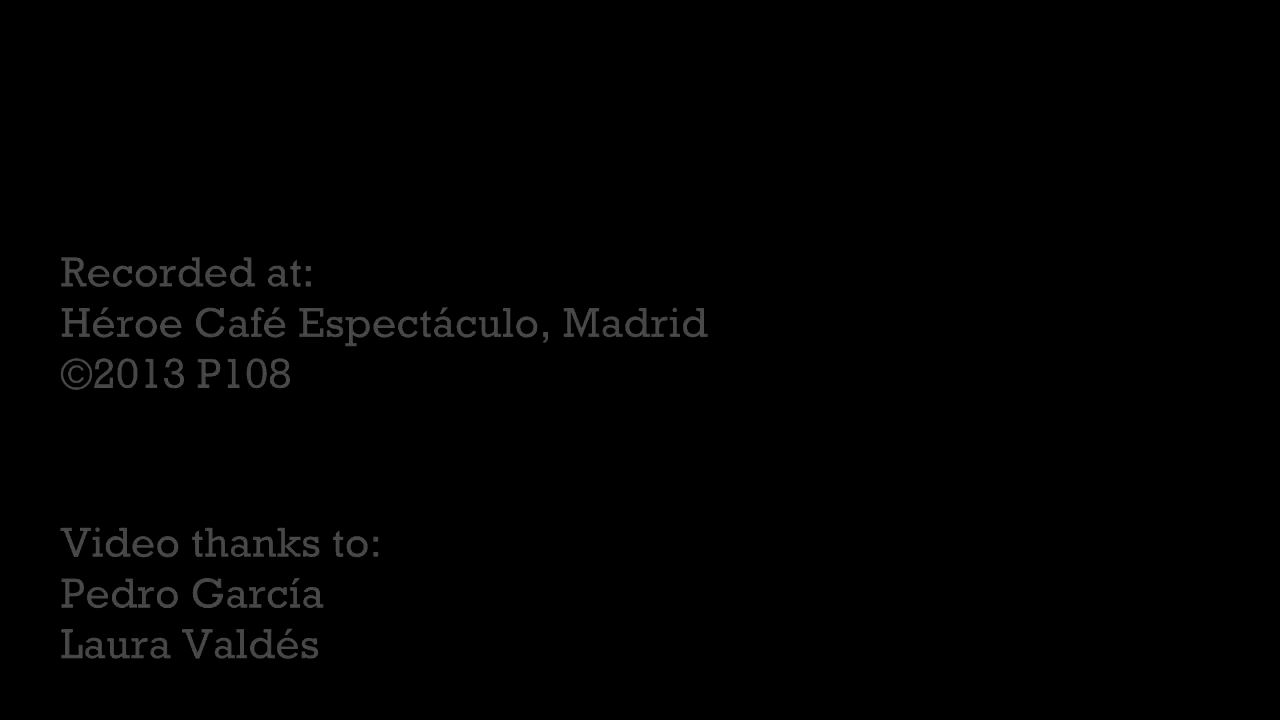 Recorded at:
Héroe Café Espectáculo, Madrid
©2013 P108
Video thanks to:
Pedro García
Laura Valdés